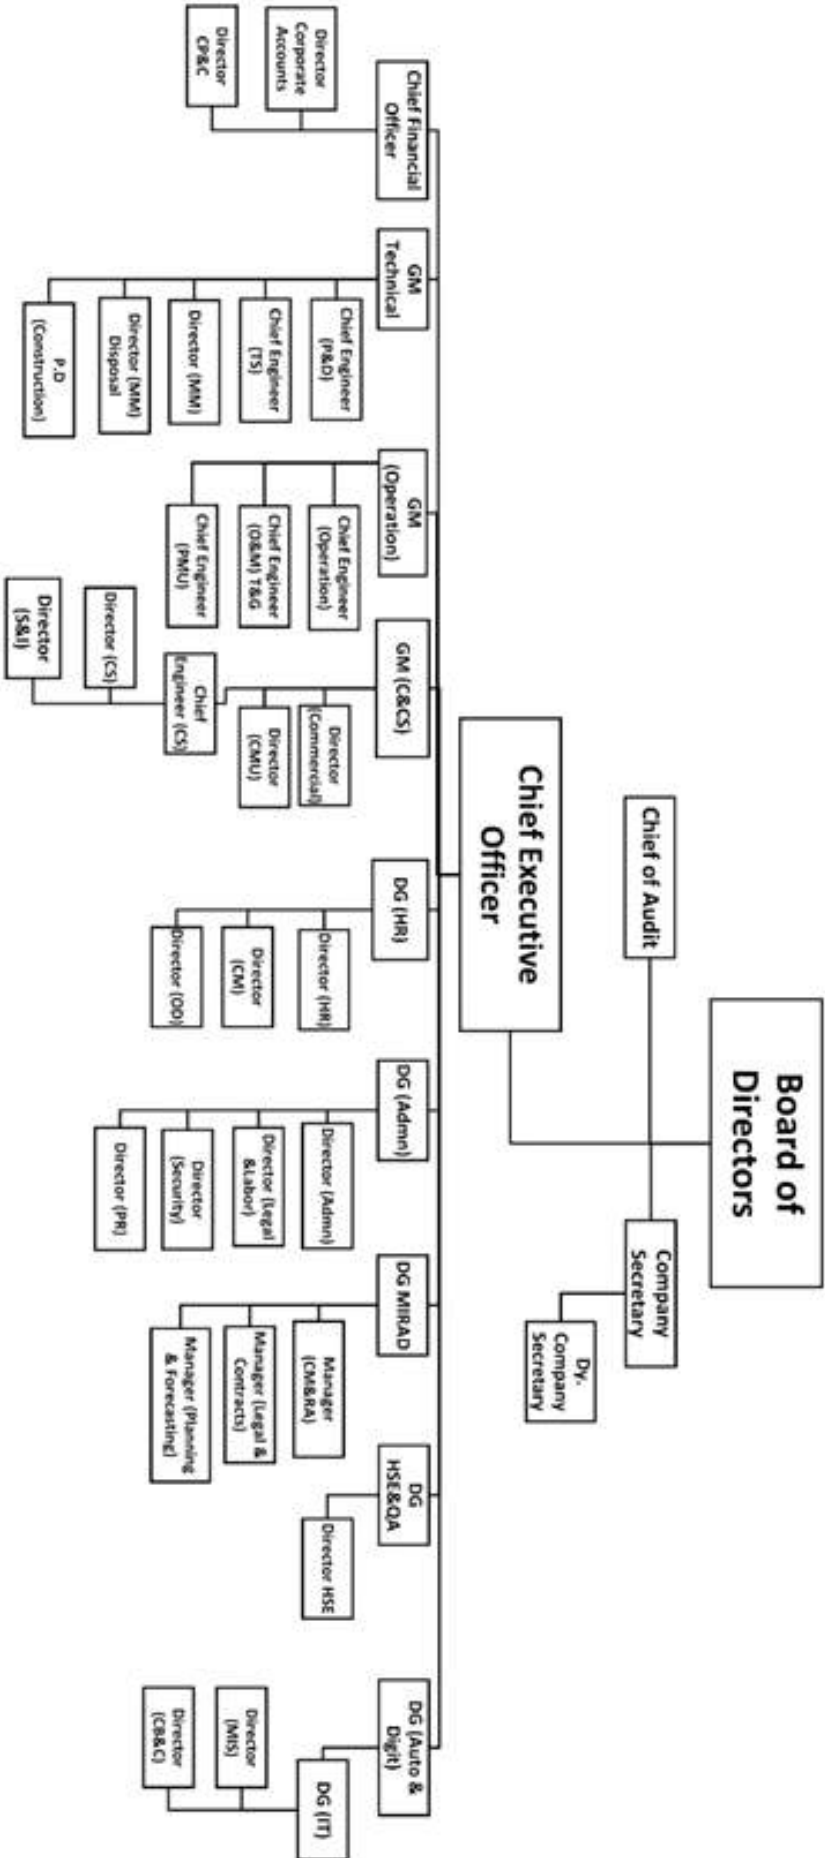 Board of
Directors
Chief of Audit
Company
Secretary
Dy.
Company
Secretary
Chief Executive
Officer
Chief Financial
Officer
Director
Corporate
Accounts
Director
CP&C
GM
Technical
Chief Engineer
(P&D)
Chief Engineer
(TS)
Director (MM)
Director (MM)
Disposal
P.D
(Construction)
GM
(Operation)
Chief Engineer
(Operation)
Chief Engineer
(O&M) T&G
Chief Engineer
(PMU)
GM (C&CS)
Director
(Commercial)
Director
(CMU)
Chief
Engineer (CS)
Director (CS)
Director
(S&I)
DG (HR)
Director (HR)
Director
(CM)
Director (OD)
DG (Admn)
Director (Admn)
Director (Legal
&Labor)
Director
(Security)
Director (PR)
DG MIRAD
Manager
(CM&RA)
Manager (Legal &
Contracts)
Manager (Planning
& Forecasting)
DG
HSE&QA
Director HSE
DG (Auto &
Digit)
DG (IT)
Director
(MIS)
Director
(CB&C)